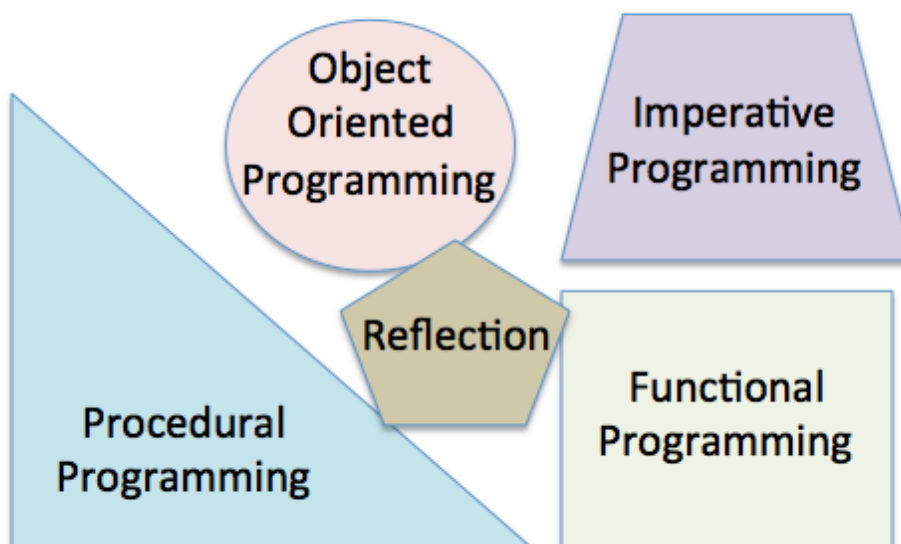 Object
Oriented
Programming
Imperative
Programming
Reflection
Procedural
Programming
Functional
Programming